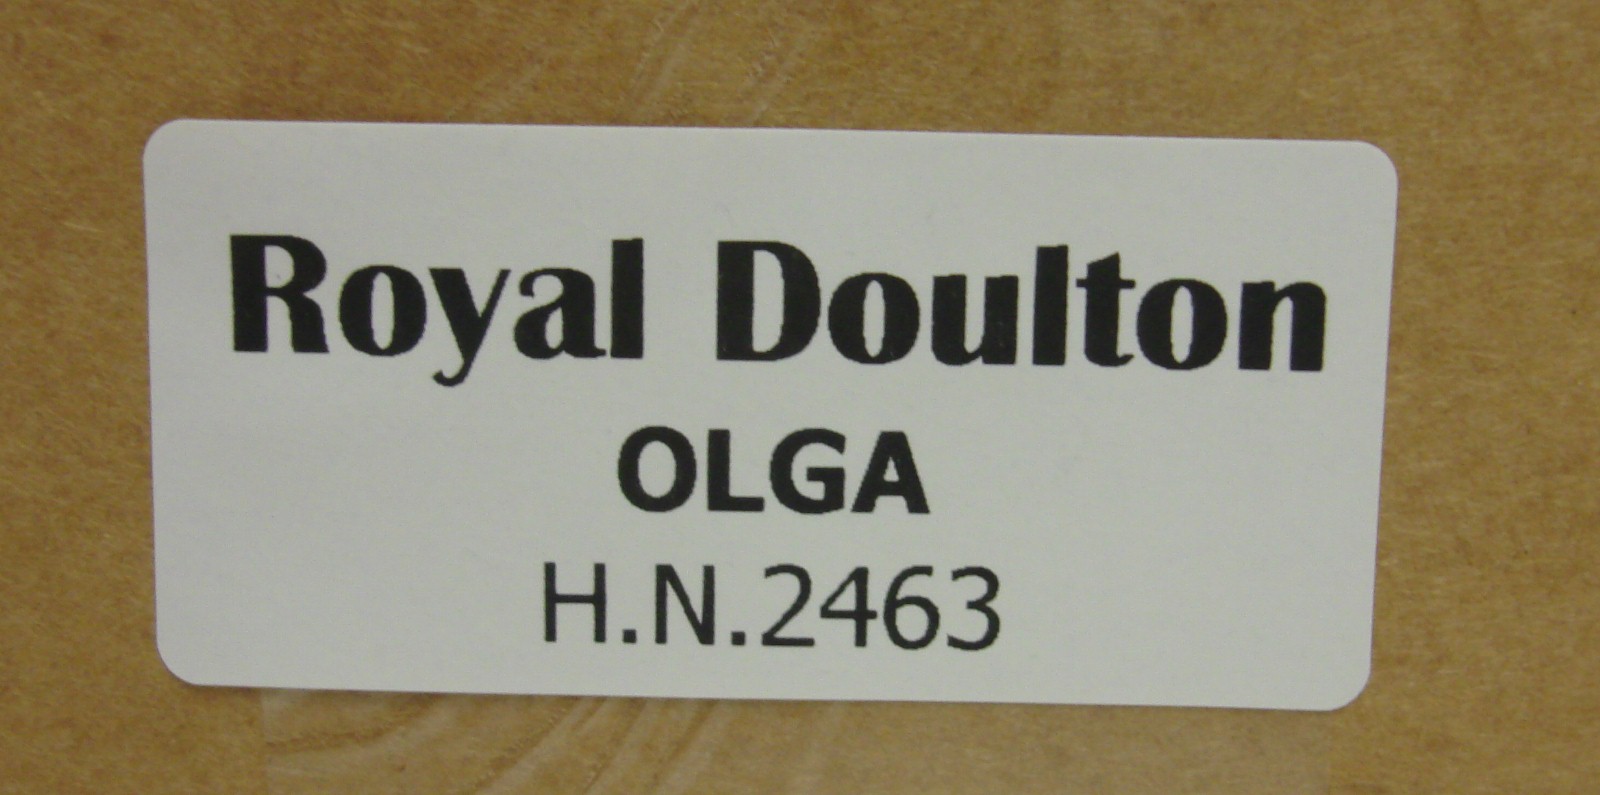 Royal Doulton
OLGA
H.N.2463